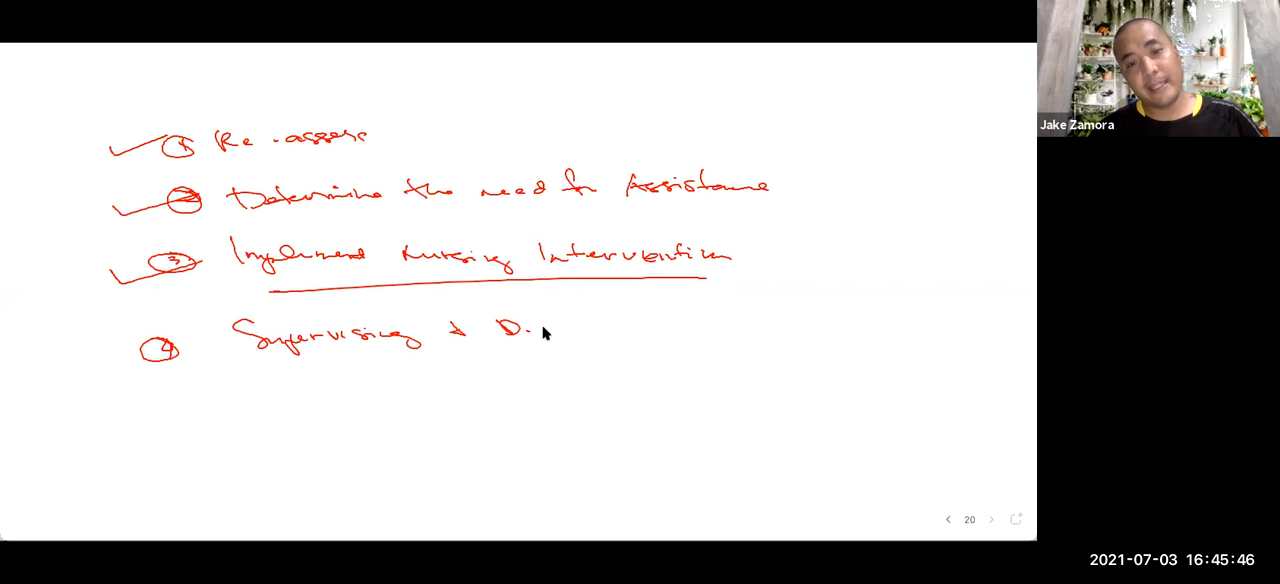 1 Re-assess
2 Determine the need for Assistance
3 Implement Nursing Intervention
4 Supervising & D.
Jake Zamora
20
2021-07-03 16:45:46